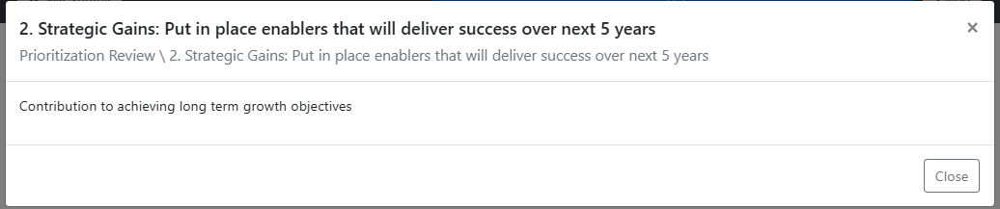 2. Strategic Gains: Put in place enablers that will deliver success over next 5 years
×
Prioritization Review \ 2. Strategic Gains: Put in place enablers that will deliver success over next 5 years
Contribution to achieving long term growth objectives
Close